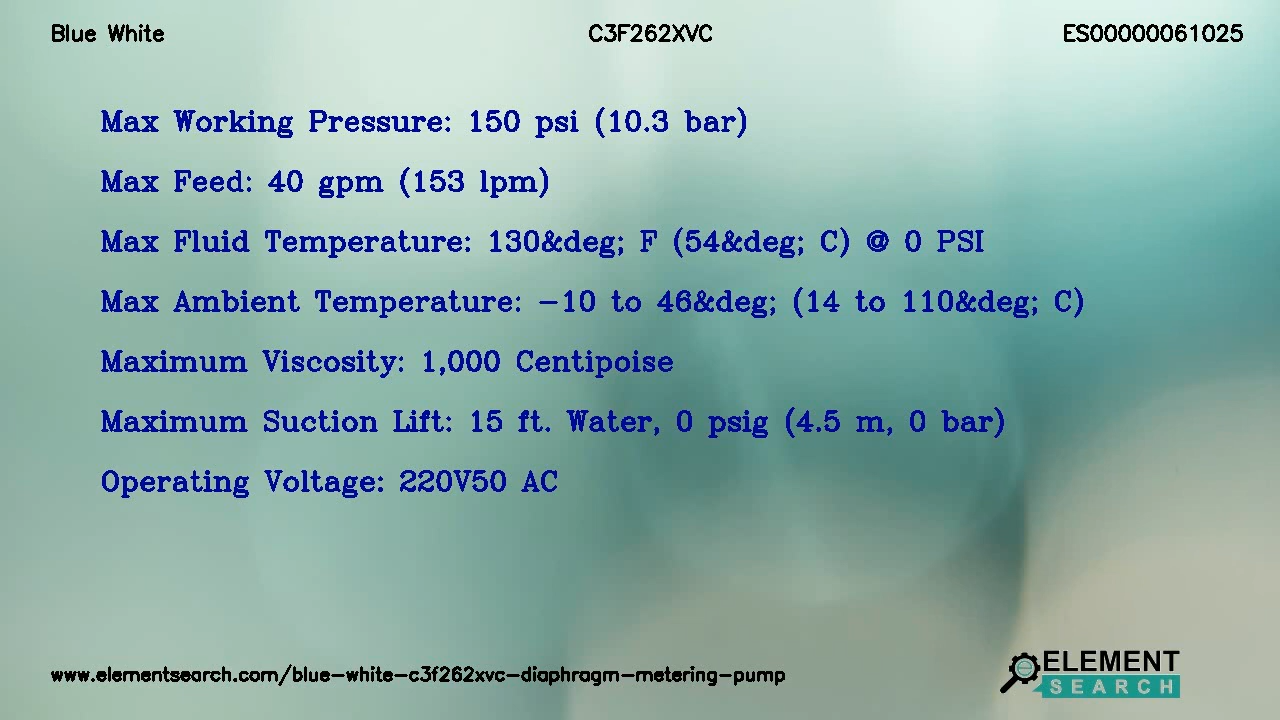 Blue White C3F262XVC ES00000061025
Max Working Pressure: 150 psi (10.3 bar)
Max Feed: 40 gpm (153 lpm)
Max Fluid Temperature: 130&deg; F (54&deg; C) @ 0 PSI
Max Ambient Temperature: -10 to 46&deg; (14 to 110&deg; C)
Maximum Viscosity: 1,000 Centipoise
Maximum Suction Lift: 15 ft. Water, 0 psig (4.5 m, 0 bar)
Operating Voltage: 220V50 AC
www.elementsearch.com/blue-white-c3f262xvc-diaphragm-metering-pump
ELEMENT
SEARCH